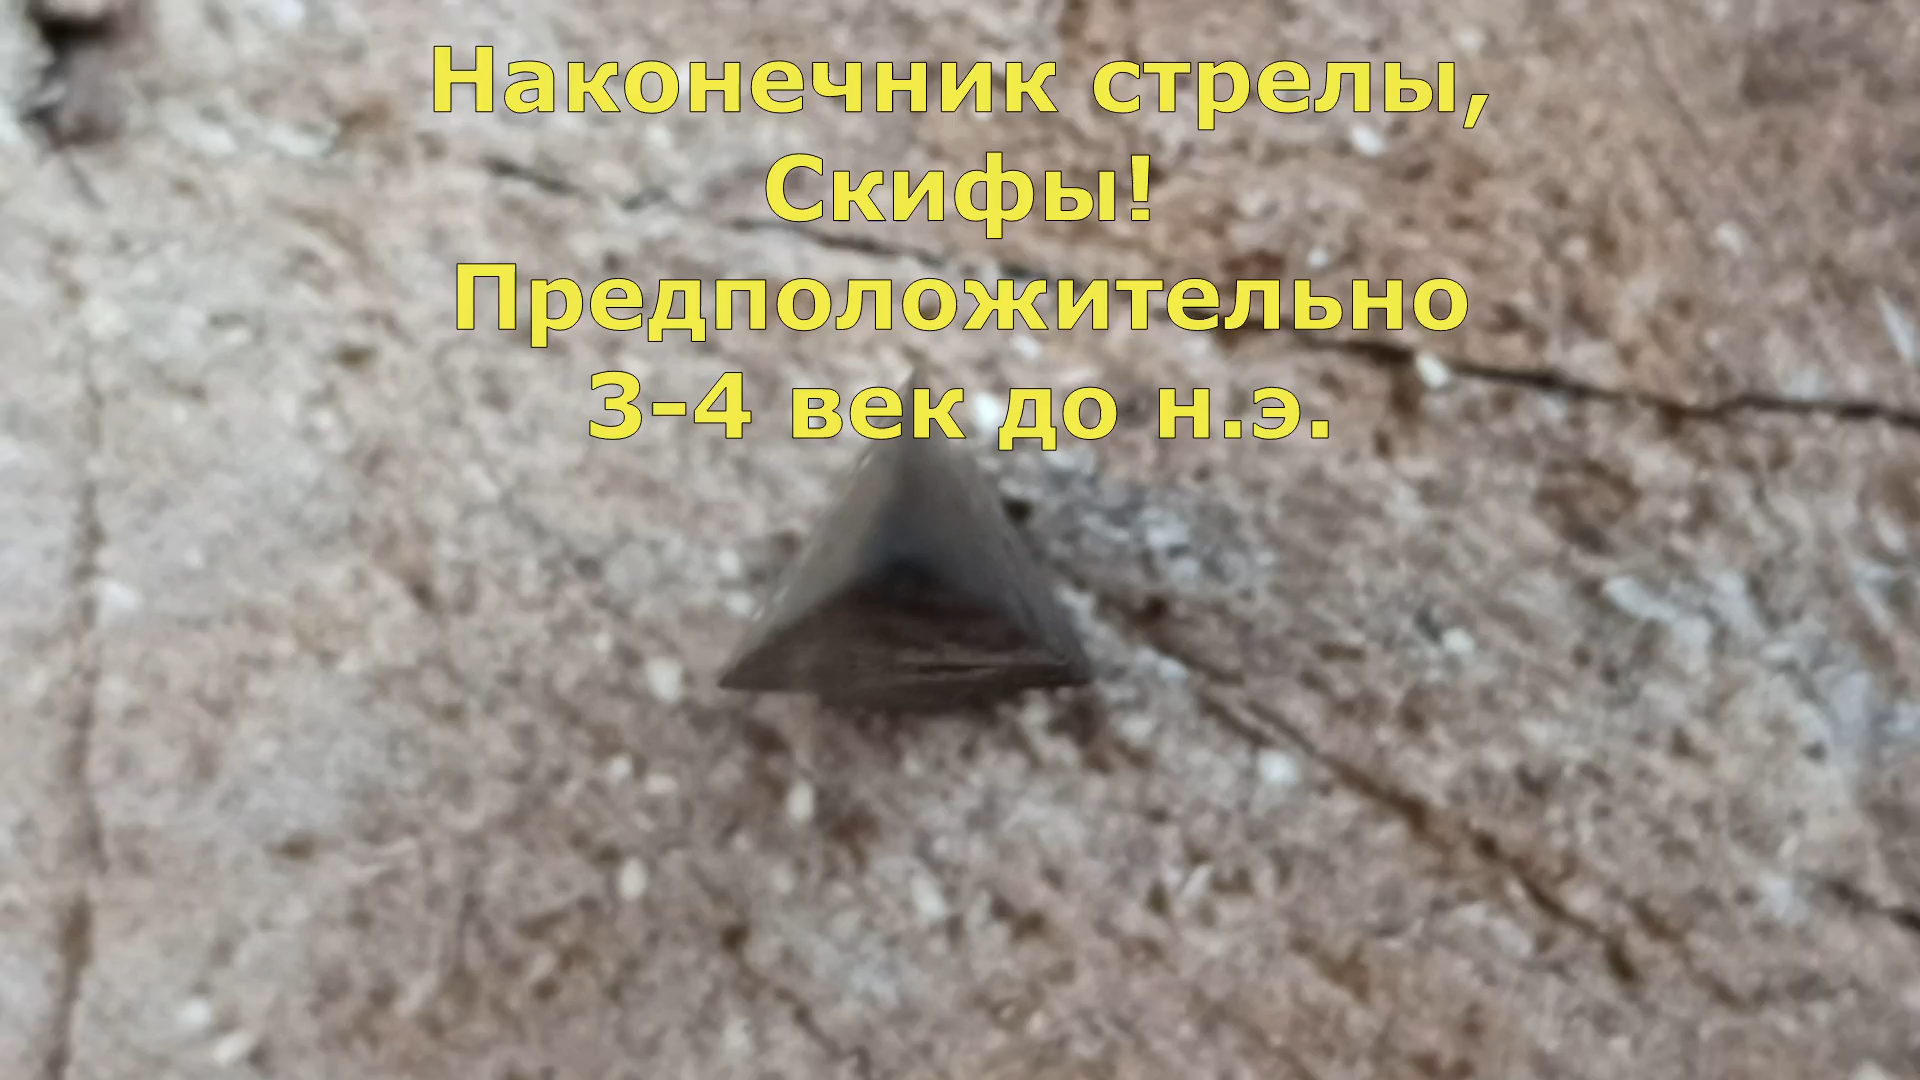 Наконечник стрелы,
Скифы!
Предположительно
3-4 век до н.э.